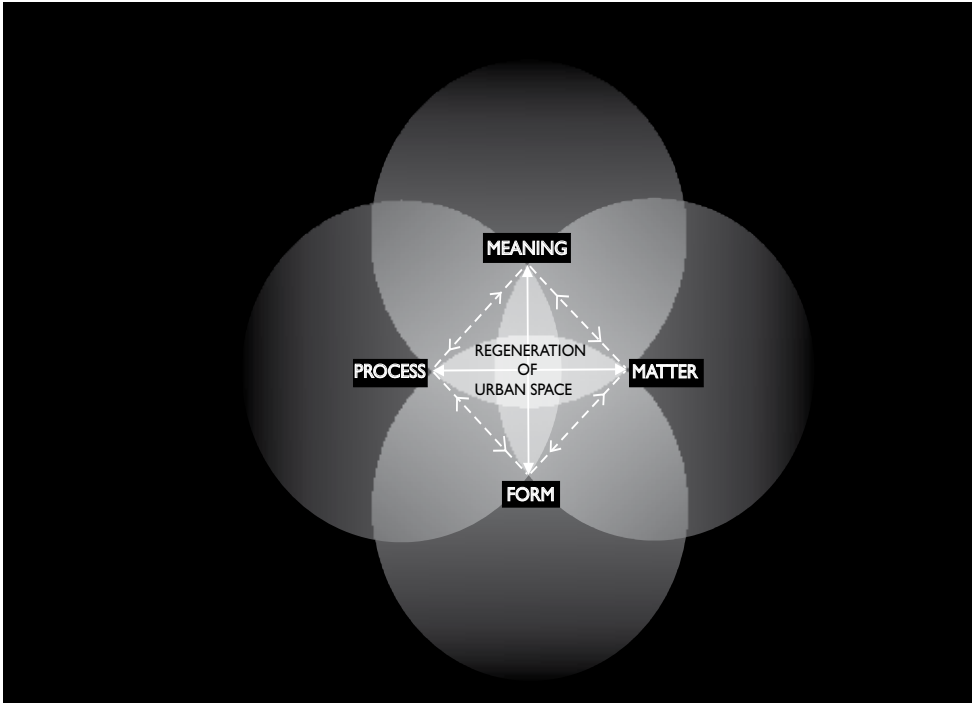 MEANING
REGENERATION
OF
URBAN SPACE
PROCESS
MATTER
FORM